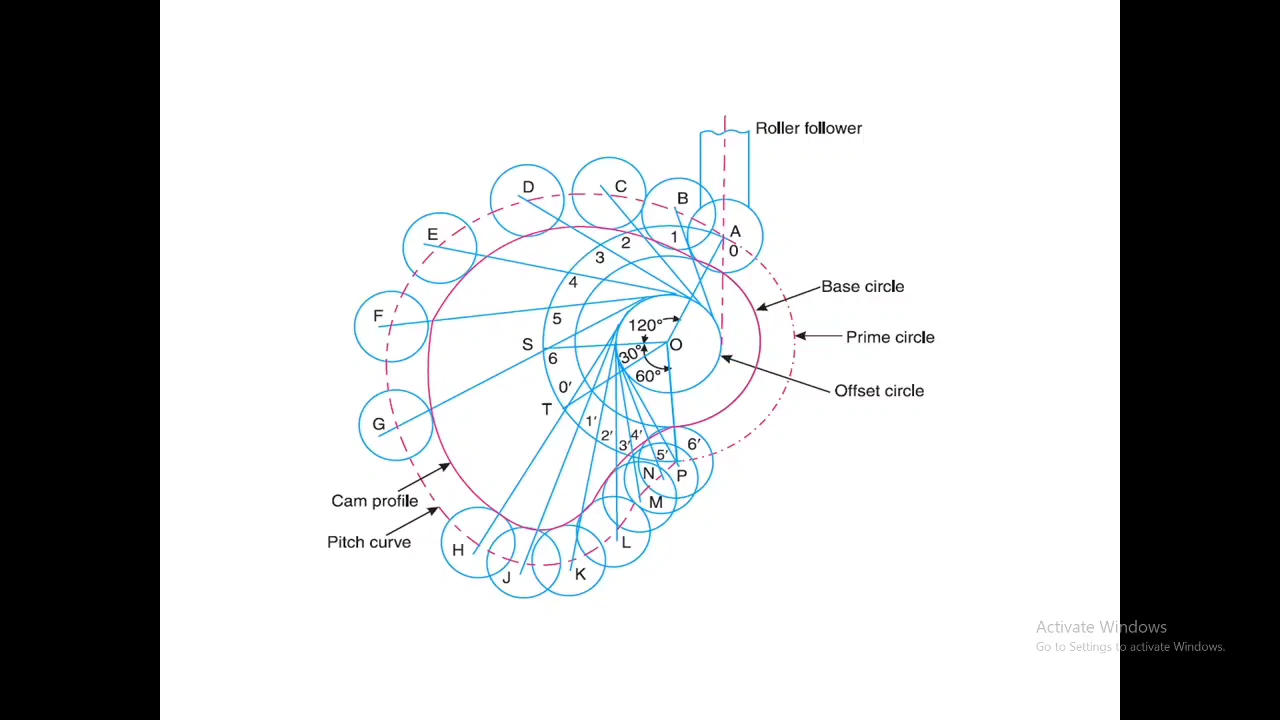 Roller follower
D
C
B
A
0
E
1
2
3
4
Base circle
F
5
120°
Prime circle
S
O
6
30°
60°
0′
Offset circle
T
1′
G
2′
4′
3′
6′
5′
N
P
Cam profile
M
Pitch curve
L
H
K
J
Activate Windows
Go to Settings to activate Windows.